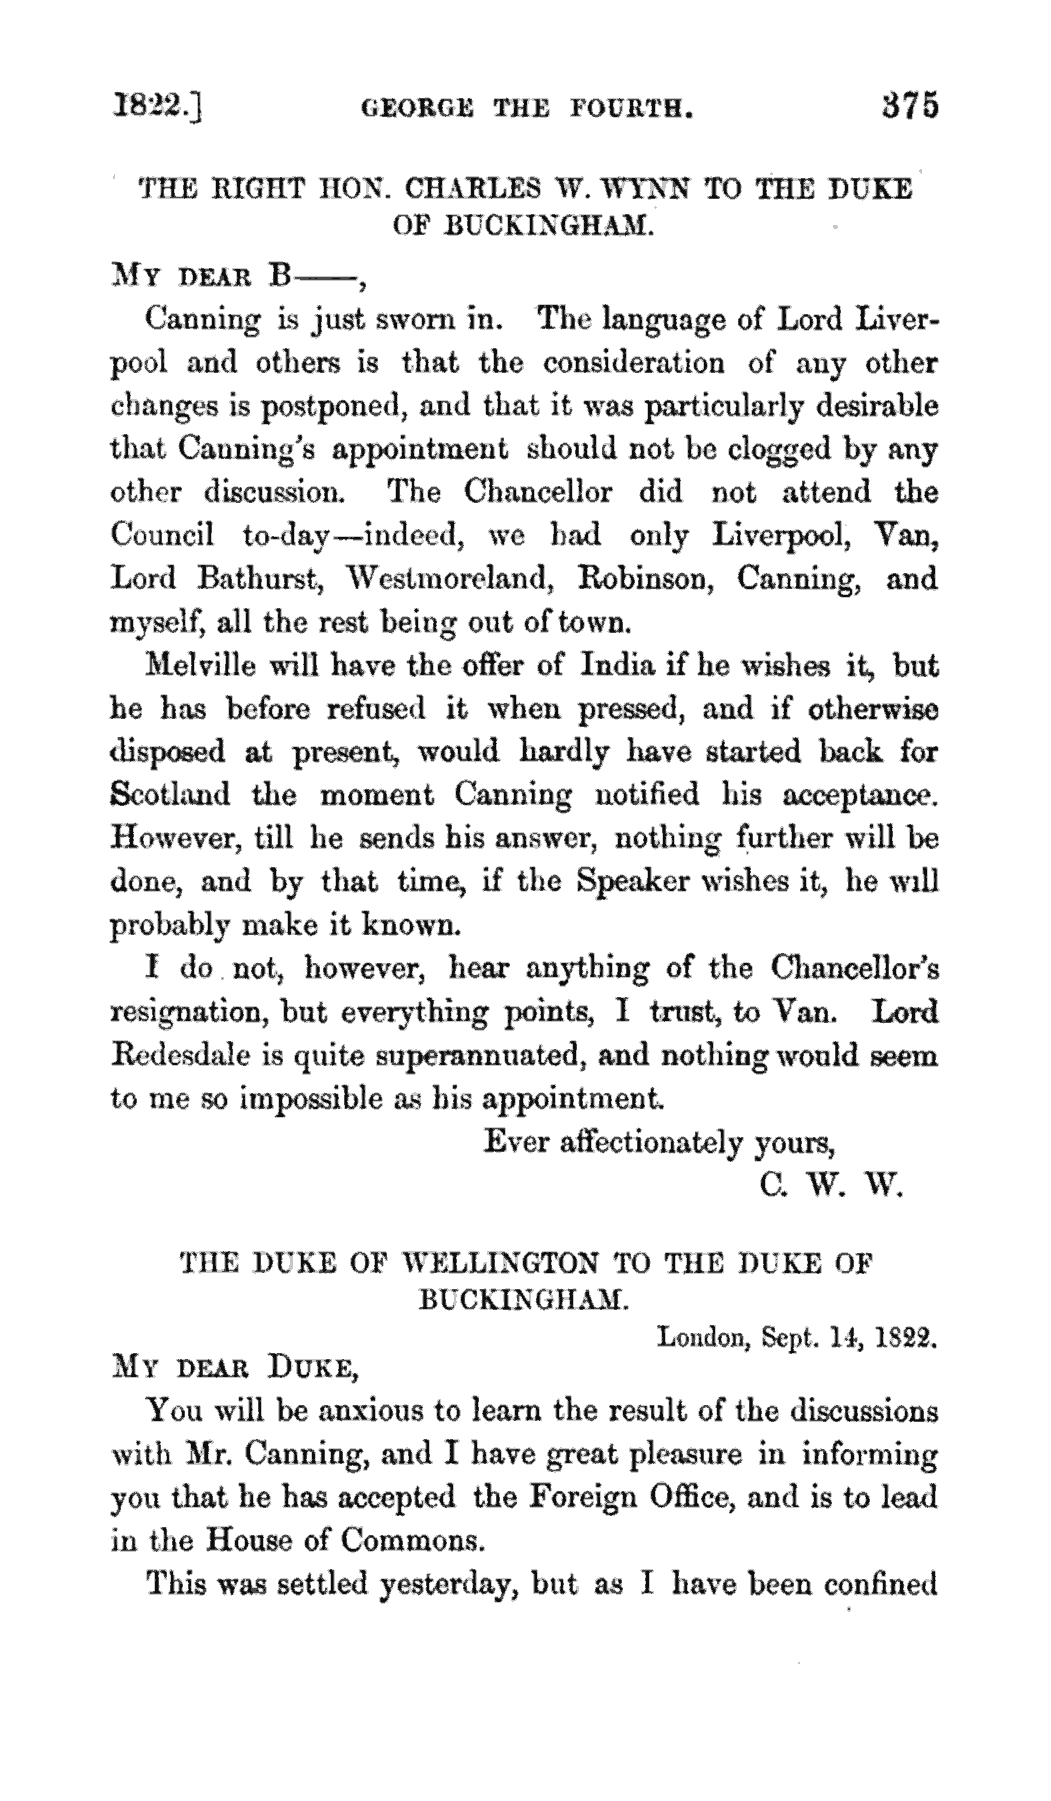 1822.] GEORGE THE FOURTH. 375
THE RIGHT HON. CHARLES W. WYNN TO THE DUKE
OF BUCKINGHAM.
MY DEAR B——,
Canning is just sworn in. The language of Lord Liver-
pool and others is that the consideration of any other
changes is postponed, and that it was particularly desirable
that Canning's appointment should not be clogged by any
other discussion. The Chancellor did not attend the
Council to-day—indeed, we had only Liverpool, Van,
Lord Bathurst, Westmoreland, Robinson, Canning, and
myself, all the rest being out of town.
Melville will have the offer of India if he wishes it, but
he has before refused it when pressed, and if otherwise
disposed at present, would hardly have started back for
Scotland the moment Canning notified his acceptance.
However, till he sends his answer, nothing further will be
done, and by that time, if the Speaker wishes it, he will
probably make it known.
I do not, however, hear anything of the Chancellor's
resignation, but everything points, I trust, to Van. Lord
Redesdale is quite superannuated, and nothing would seem
to me so impossible as his appointment.
Ever affectionately yours,
C. W. W.
THE DUKE OF WELLINGTON TO THE DUKE OF
BUCKINGHAM.
London, Sept. 14, 1822.
MY DEAR DUKE,
You will be anxious to learn the result of the discussions
with Mr. Canning, and I have great pleasure in informing
you that he has accepted the Foreign Office, and is to lead
in the House of Commons.
This was settled yesterday, but as I have been confined